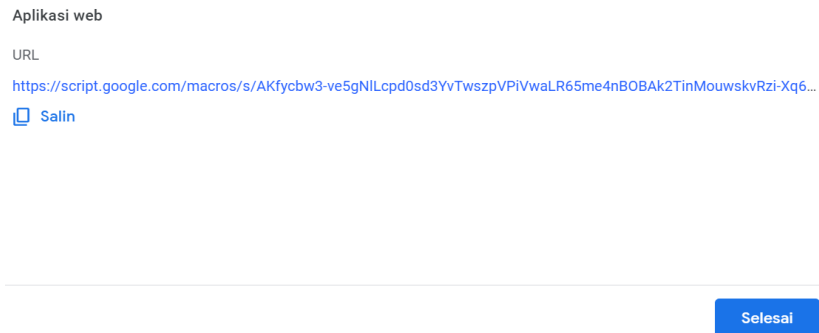 Aplikasi web
URL
https://script.google.com/macros/s/AKfycbw3-ve5gNlLcpd0sd3YvTwszpVPiVwaLR65me4nBOBAk2TinMouwskvRzi-Xq6…
Salin
Selesai